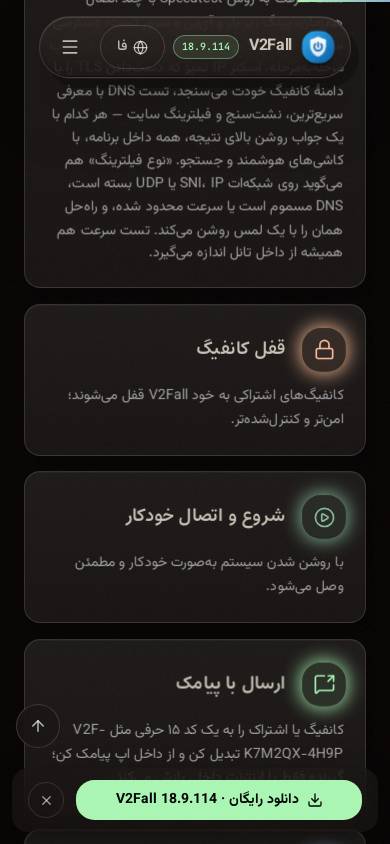 V2Fall
18.9.114
فا
دامنهٔ کانفیگ خودت می‌سنجد، تست DNS با معرفی
سریع‌ترین، نشت‌سنج و فیلترینگ سایت — هر کدام با
یک جواب روشن بالای نتیجه، همه داخل برنامه، با
کاشی‌های هوشمند و جستجو. «نوع فیلترینگ» هم
می‌گوید روی شبکه‌ات SNI، IP یا UDP بسته است،
DNS مسموم است یا سرعت محدود شده، و راه‌حل
همان را با یک لمس روشن می‌کند. تست سرعت هم
همیشه از داخل تانل اندازه می‌گیرد.
قفل کانفیگ
کانفیگ‌های اشتراکی به خود V2Fall قفل می‌شوند؛
امن‌تر و کنترل‌شده‌تر.
شروع و اتصال خودکار
با روشن شدن سیستم به‌صورت خودکار و مطمئن
وصل می‌شود.
ارسال با پیامک
کانفیگ یا اشتراک را به یک کد ۱۵ حرفی مثل V2F-
K7M2QX-4H9P تبدیل کن و از داخل اپ پیامک کن؛
دانلود رایگان · V2Fall 18.9.114